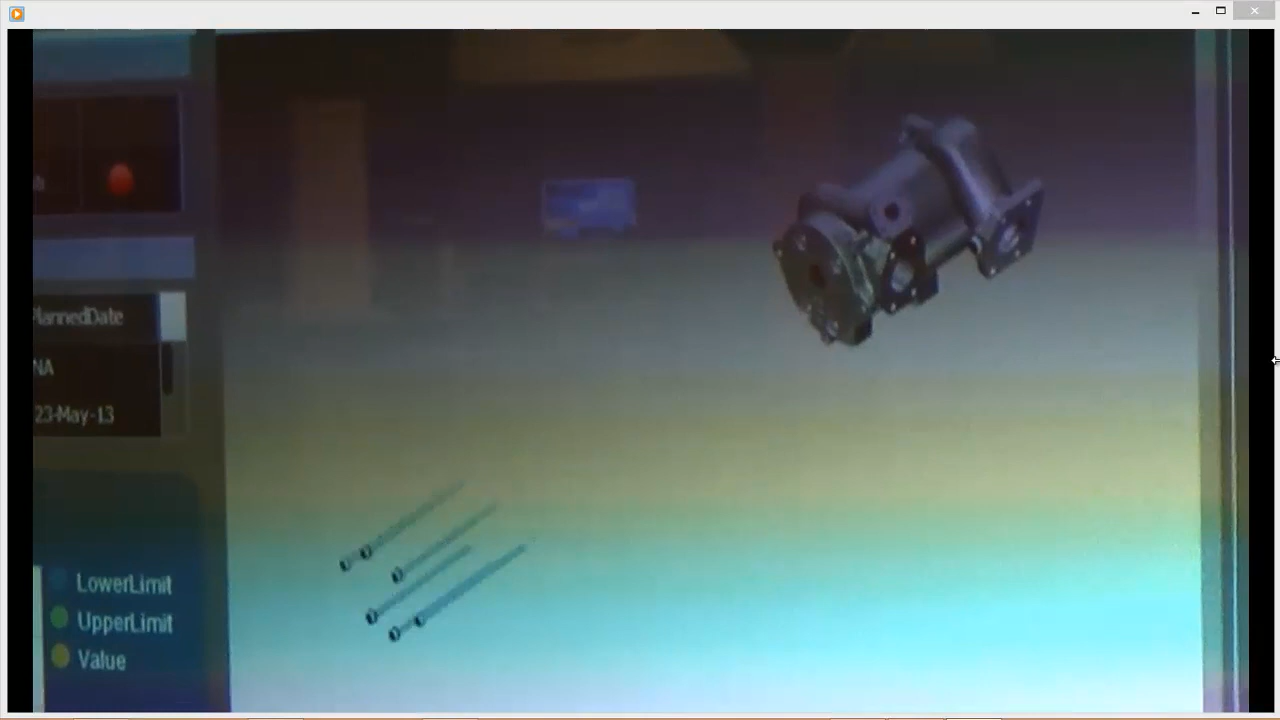 PlannedDate
NA
23-May-13
LowerLimit
UpperLimit
Value